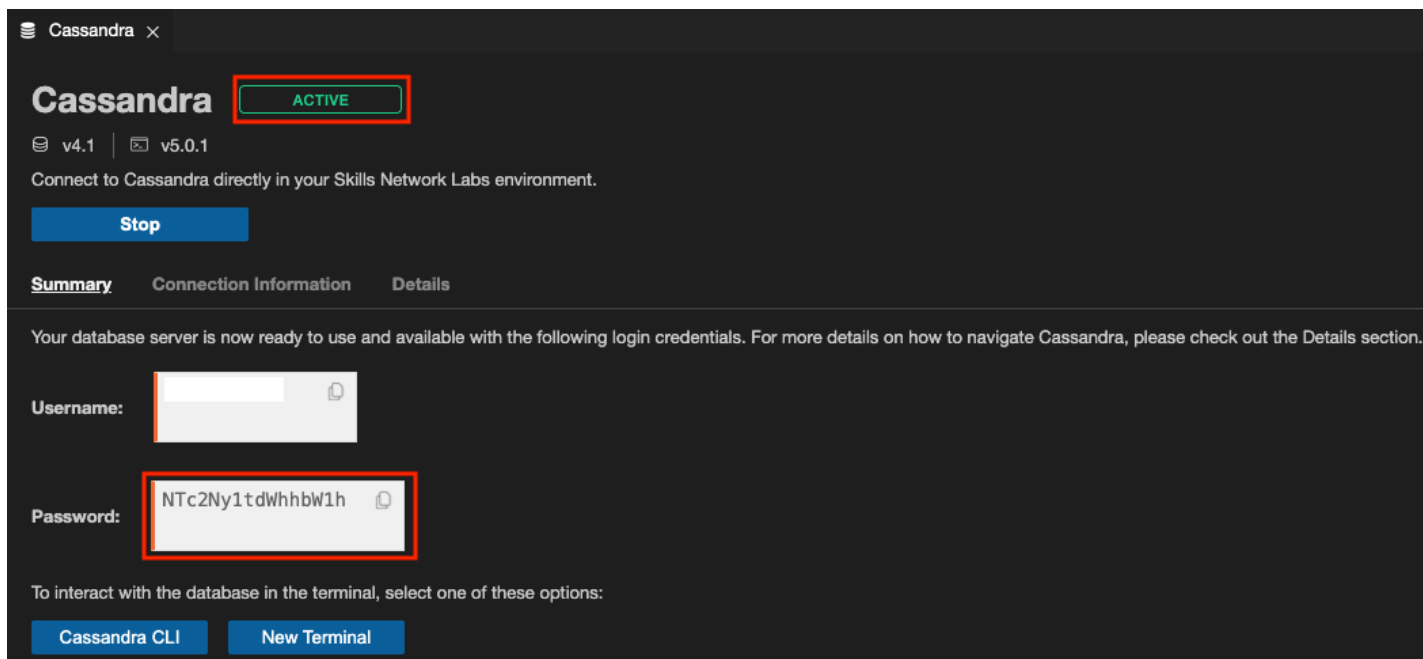 Cassandra
Cassandra ACTIVE
v4.1 v5.0.1
Connect to Cassandra directly in your Skills Network Labs environment.
Stop
Summary Connection Information Details
Your database server is now ready to use and available with the following login credentials. For more details on how to navigate Cassandra, please check out the Details section.
Username:
Password: NTc2Ny1tdWhhbW1h
To interact with the database in the terminal, select one of these options:
Cassandra CLI New Terminal